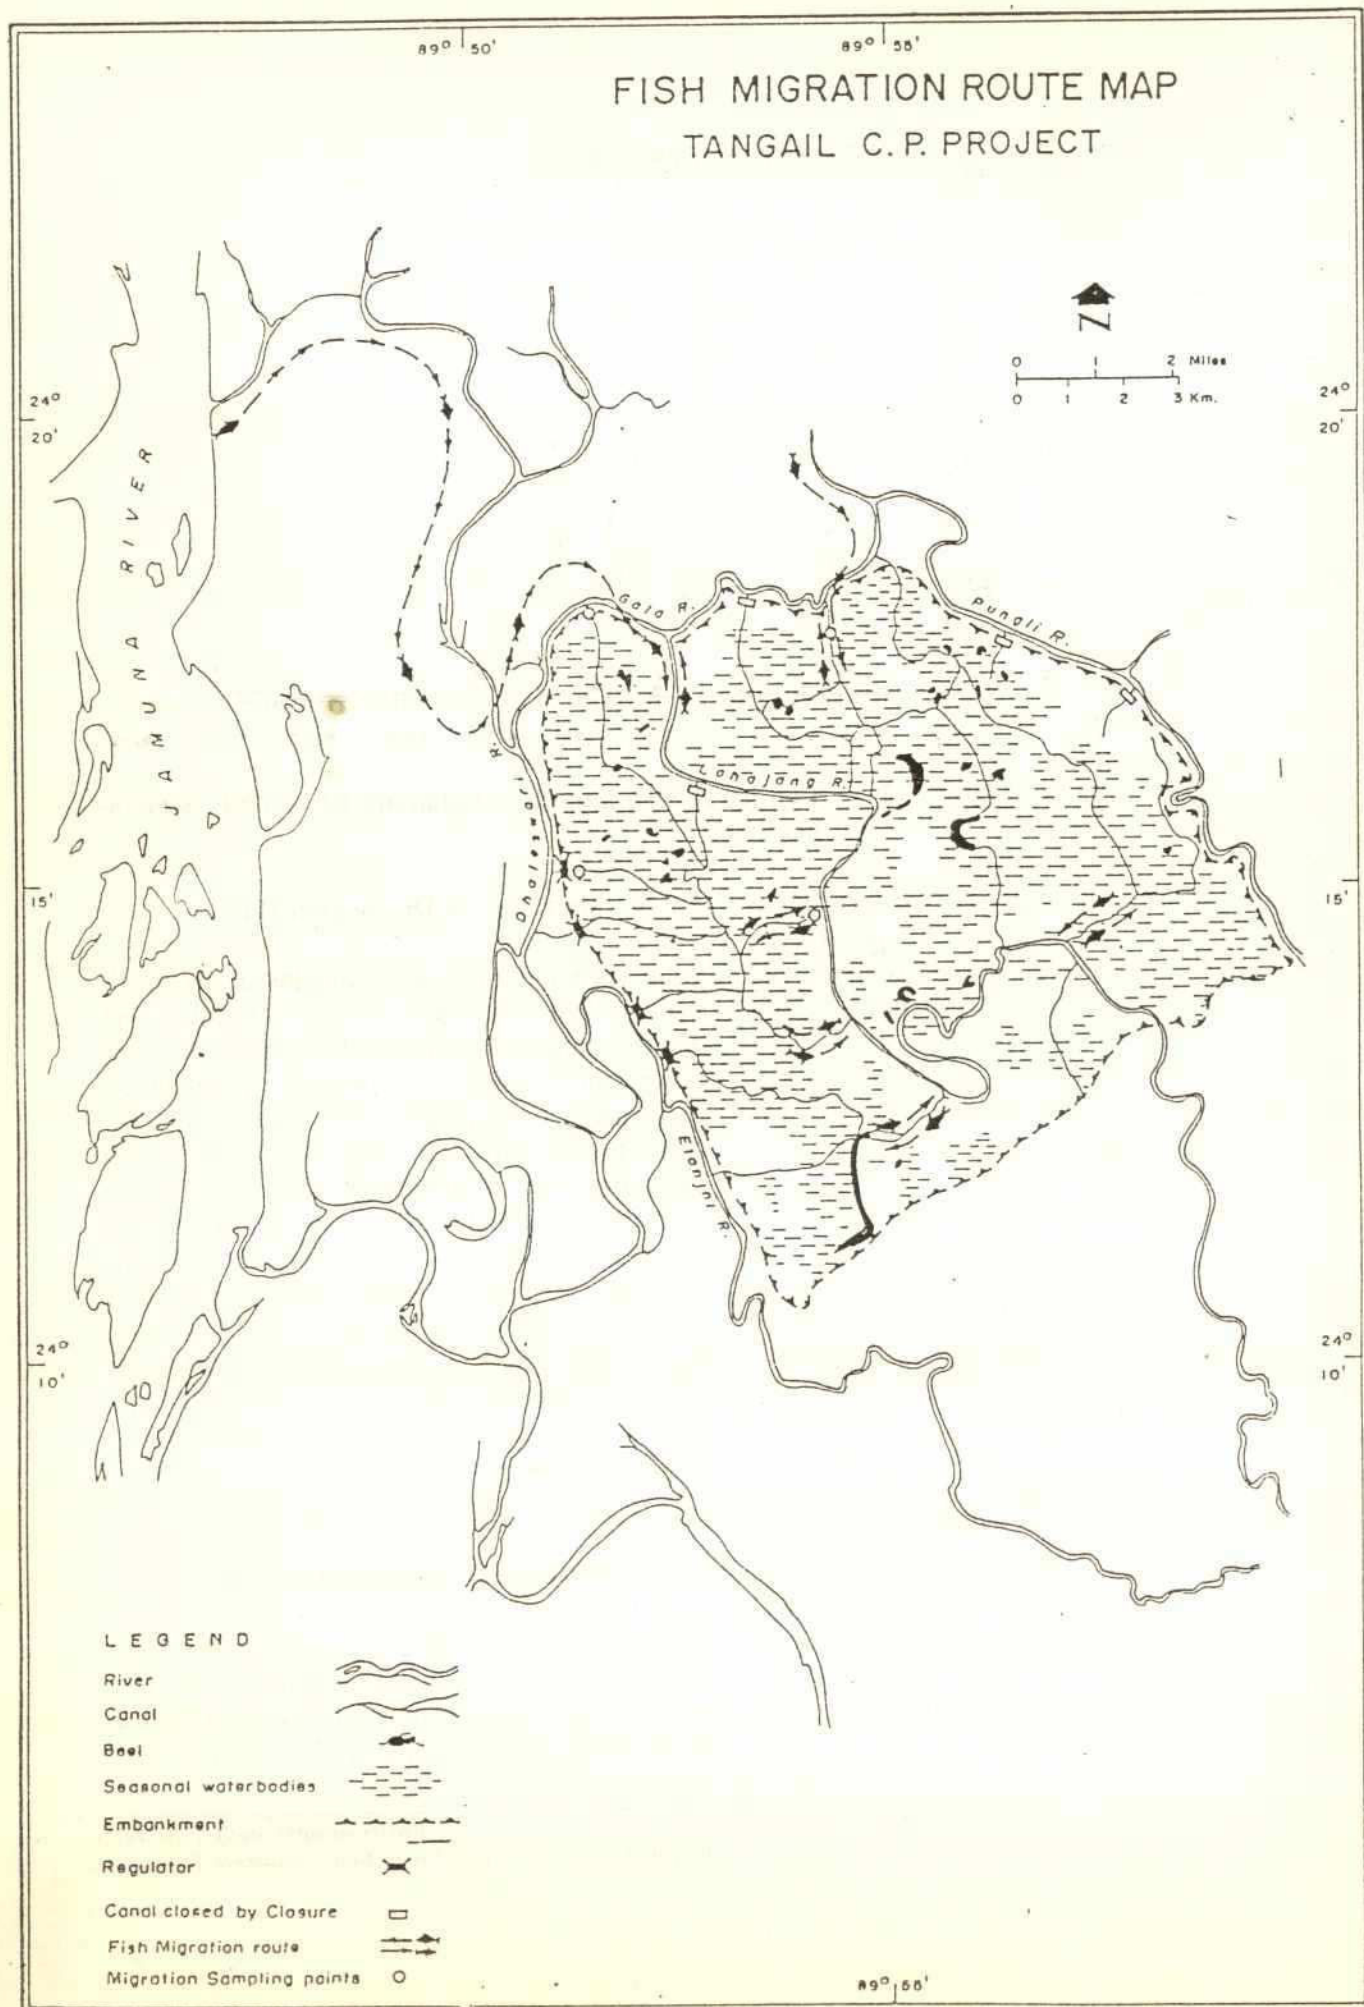 89° 50'
89° 55'
FISH MIGRATION ROUTE MAP
TANGAIL C. P. PROJECT
N
0 1 2 Miles
0 1 2 3 Km.
24°
20'
24°
20'
JAMUNA RIVER
Gala R.
Pungli R.
Lohajang R.
Dhaleswari R.
15'
15'
Elanjni R.
24°
10'
24°
10'
LEGEND
River
Canal
Beel
Seasonal waterbodies
Embankment
Regulator
Canal closed by Closure
Fish Migration route
Migration Sampling points
89° 55'